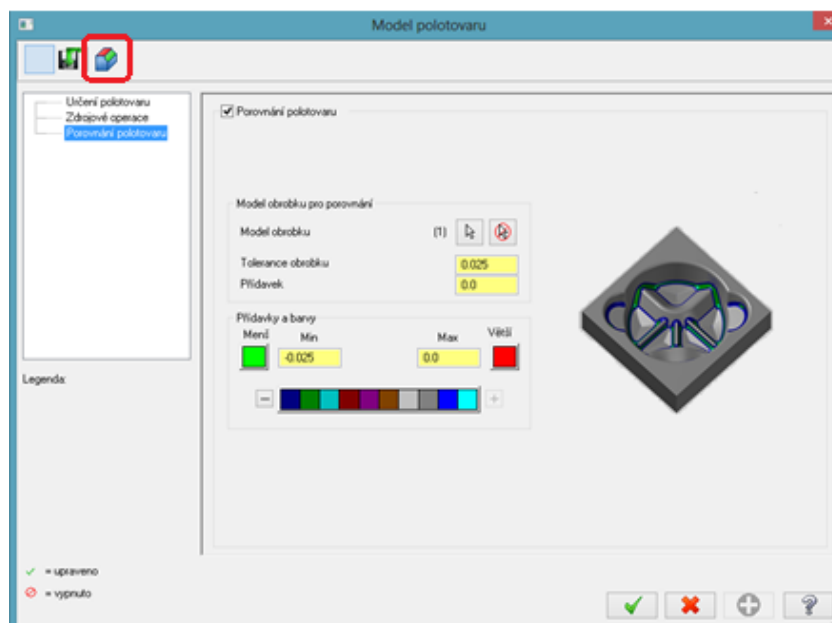 Model polotovaru
Určení polotovaru
Zdrojové operace
Porovnání polotovaru
Porovnání polotovaru
Model obrobku pro porovnání
Model obrobku (1)
Tolerance obrobku 0.025
Přídavek 0.0
Přídavky a barvy
Menší Min Max Větší
-0.025 0.0
Legenda:
= upraveno
= vypnuto